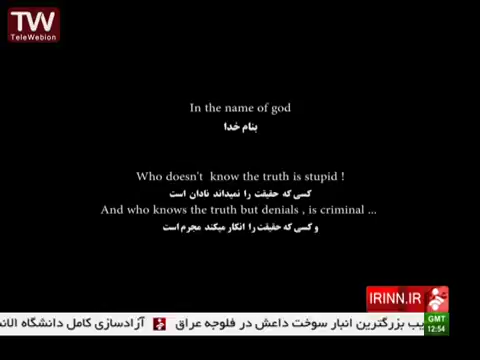 TW
TeleWebion
In the name of god
بنام خدا
Who doesn't know the truth is stupid !
کسی که حقیقت را نمیداند نادان است
And who knows the truth but denials , is criminal ...
و کسی که حقیقت را انکار میکند مجرم است
IRINN.IR
GMT
12:54
بزرگترین انبار سوخت داعش در فلوجه عراق آزادسازی کامل دانشگاه